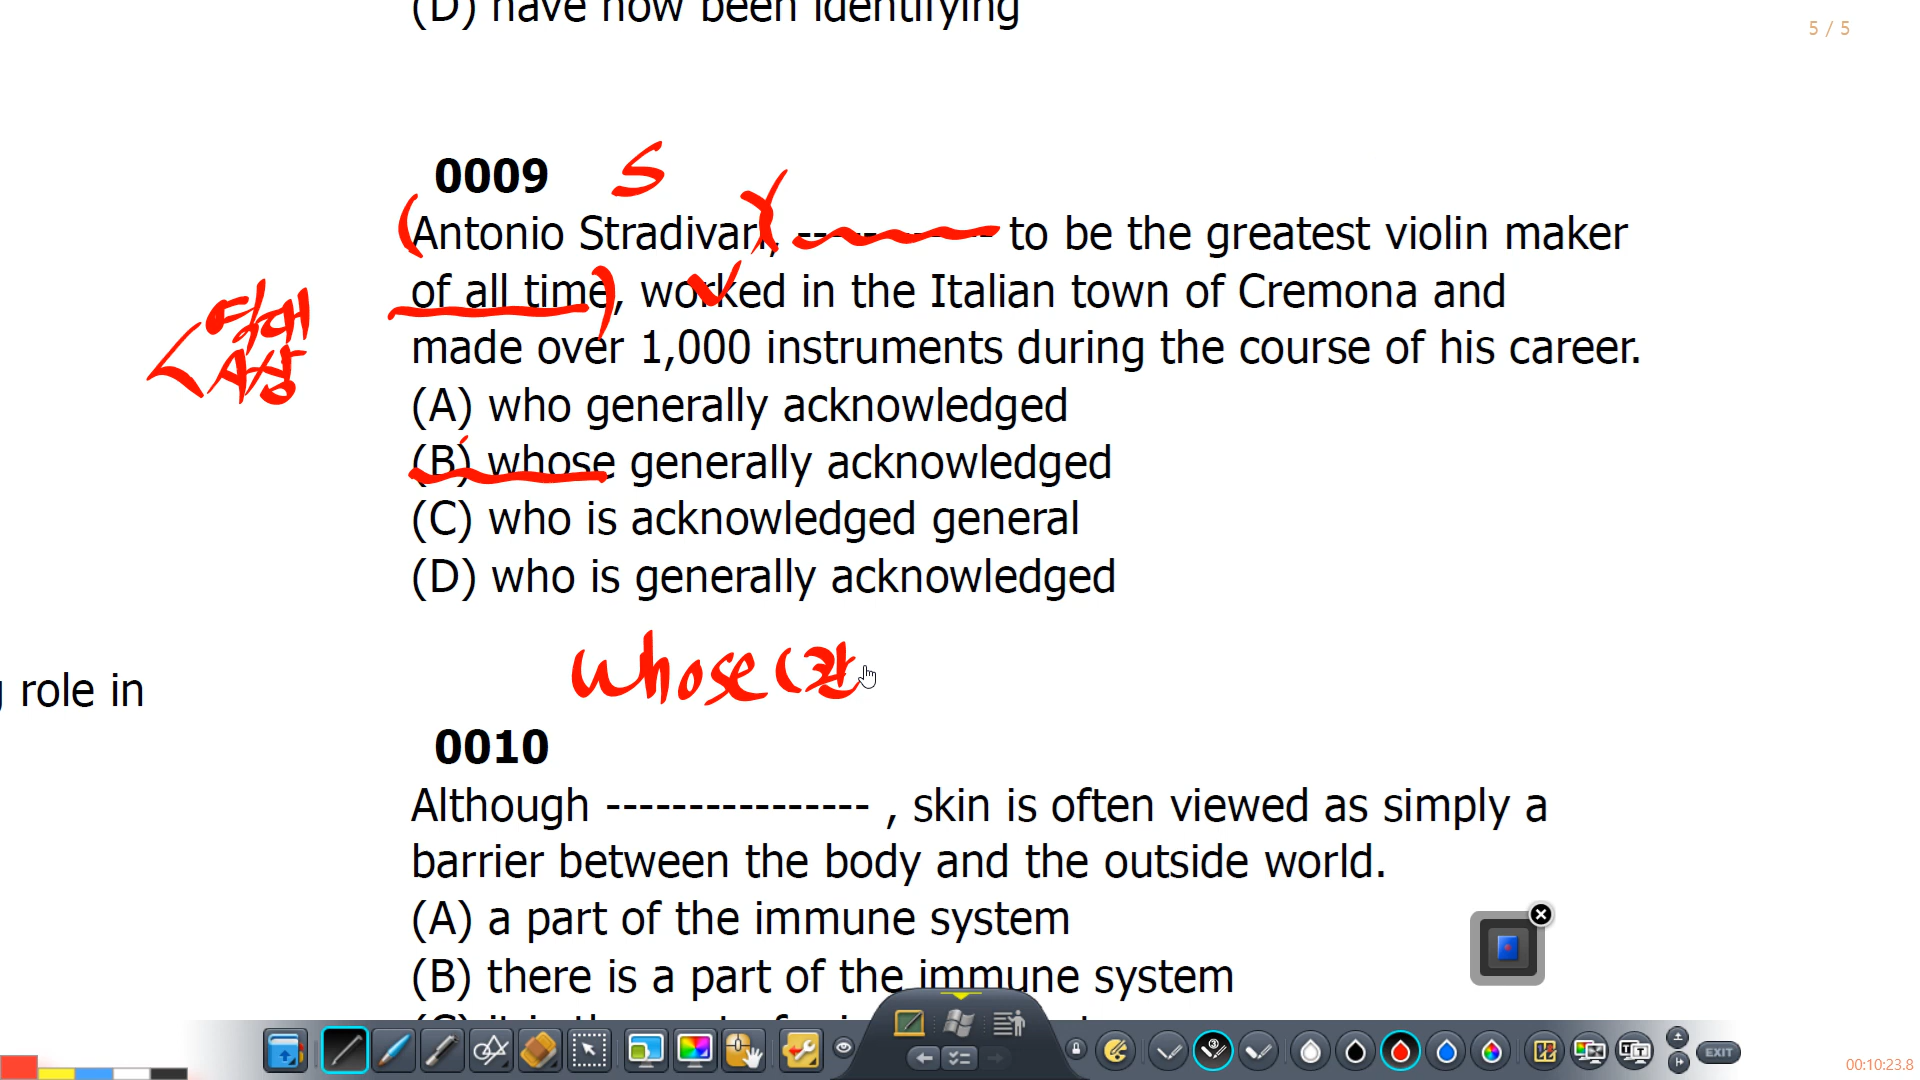 (D) have now been identifying
5 / 5
0009
S
Antonio Stradivari, ------------ to be the greatest violin maker
of all time, worked in the Italian town of Cremona and
역대
사상
made over 1,000 instruments during the course of his career.
(A) who generally acknowledged
(B) whose generally acknowledged
(C) who is acknowledged general
(D) who is generally acknowledged
whose (관
role in
0010
Although ---------------- , skin is often viewed as simply a
barrier between the body and the outside world.
(A) a part of the immune system
(B) there is a part of the immune system
EXIT
00:10:23.8